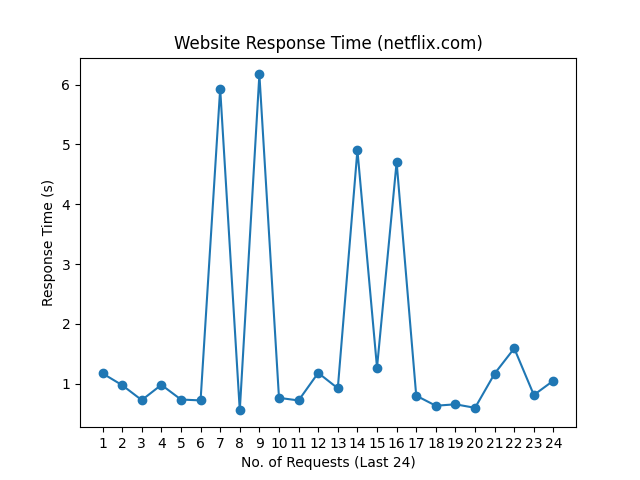 Website Response Time (netflix.com)
Response Time (s)
6
5
4
3
2
1
1 2 3 4 5 6 7 8 9 10 11 12 13 14 15 16 17 18 19 20 21 22 23 24
No. of Requests (Last 24)